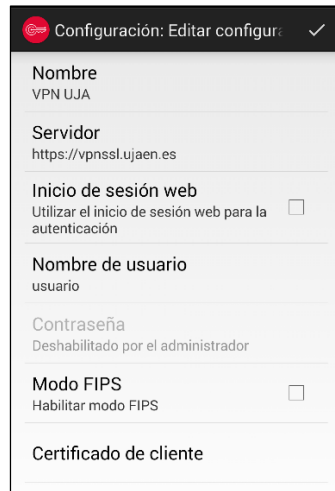 Configuración: Editar configura
Nombre
VPN UJA
Servidor
https://vpnssl.ujaen.es
Inicio de sesión web
Utilizar el inicio de sesión web para la
autenticación
Nombre de usuario
usuario
Contraseña
Deshabilitado por el administrador
Modo FIPS
Habilitar modo FIPS
Certificado de cliente